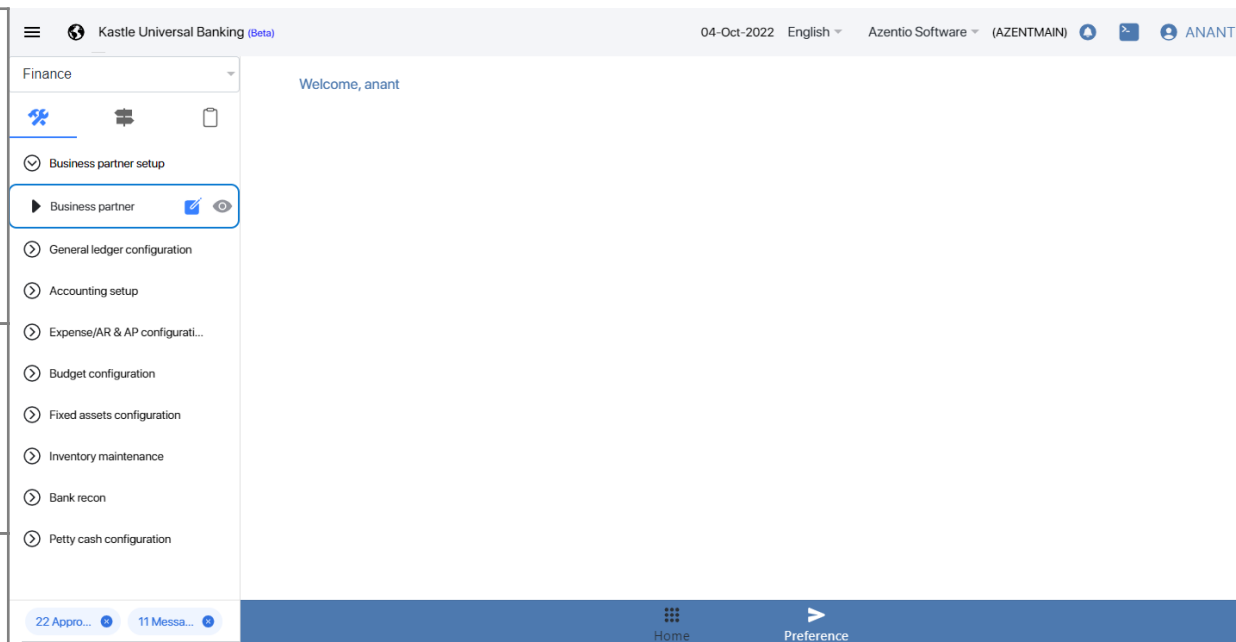 Kastle Universal Banking (Beta)
04-Oct-2022 English Azentio Software (AZENTMAIN) ANANT
Finance
Welcome, anant
Business partner setup
Business partner
General ledger configuration
Accounting setup
Expense/AR & AP configurati...
Budget configuration
Fixed assets configuration
Inventory maintenance
Bank recon
Petty cash configuration
22 Appro... 11 Messa...
Home Preference